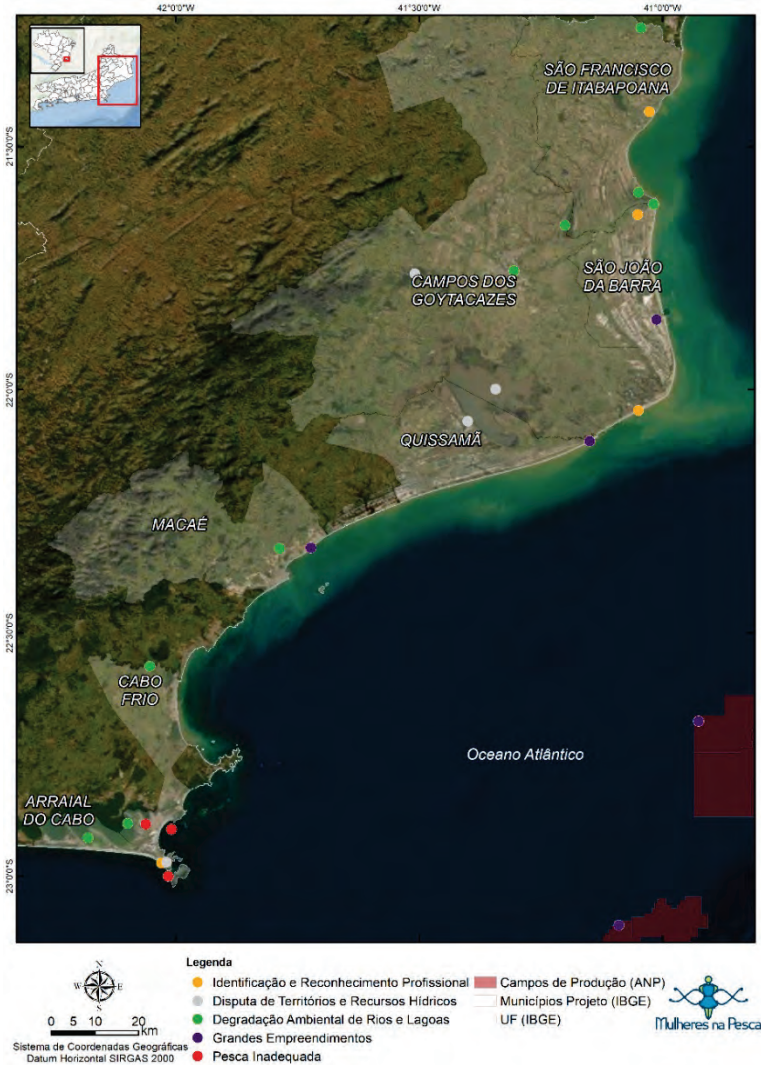 42°0'0"S
41°30'0"S
41°0'0"S
SÃO FRANCISCO
DE ITABAPOANA
21°30'0"S
SÃO JOÃO
DA BARRA
CAMPOS DOS
GOYTACAZES
22°0'0"S
QUISSAMÃ
MACAÉ
22°30'0"S
CABO
FRIO
Oceano Atlântico
ARRAIAL
DO CABO
23°0'0"S
Legenda
N
W
E
S
0 5 10 20
km
Sistema de Coordenadas Geográficas
Datum Horizontal SIRGAS 2000
Identificação e Reconhecimento Profissional
Disputa de Territórios e Recursos Hídricos
Degradação Ambiental de Rios e Lagoas
Grandes Empreendimentos
Pesca Inadequada
Campos de Produção (ANP)
Municípios Projeto (IBGE)
UF (IBGE)
Mulheres na Pesca